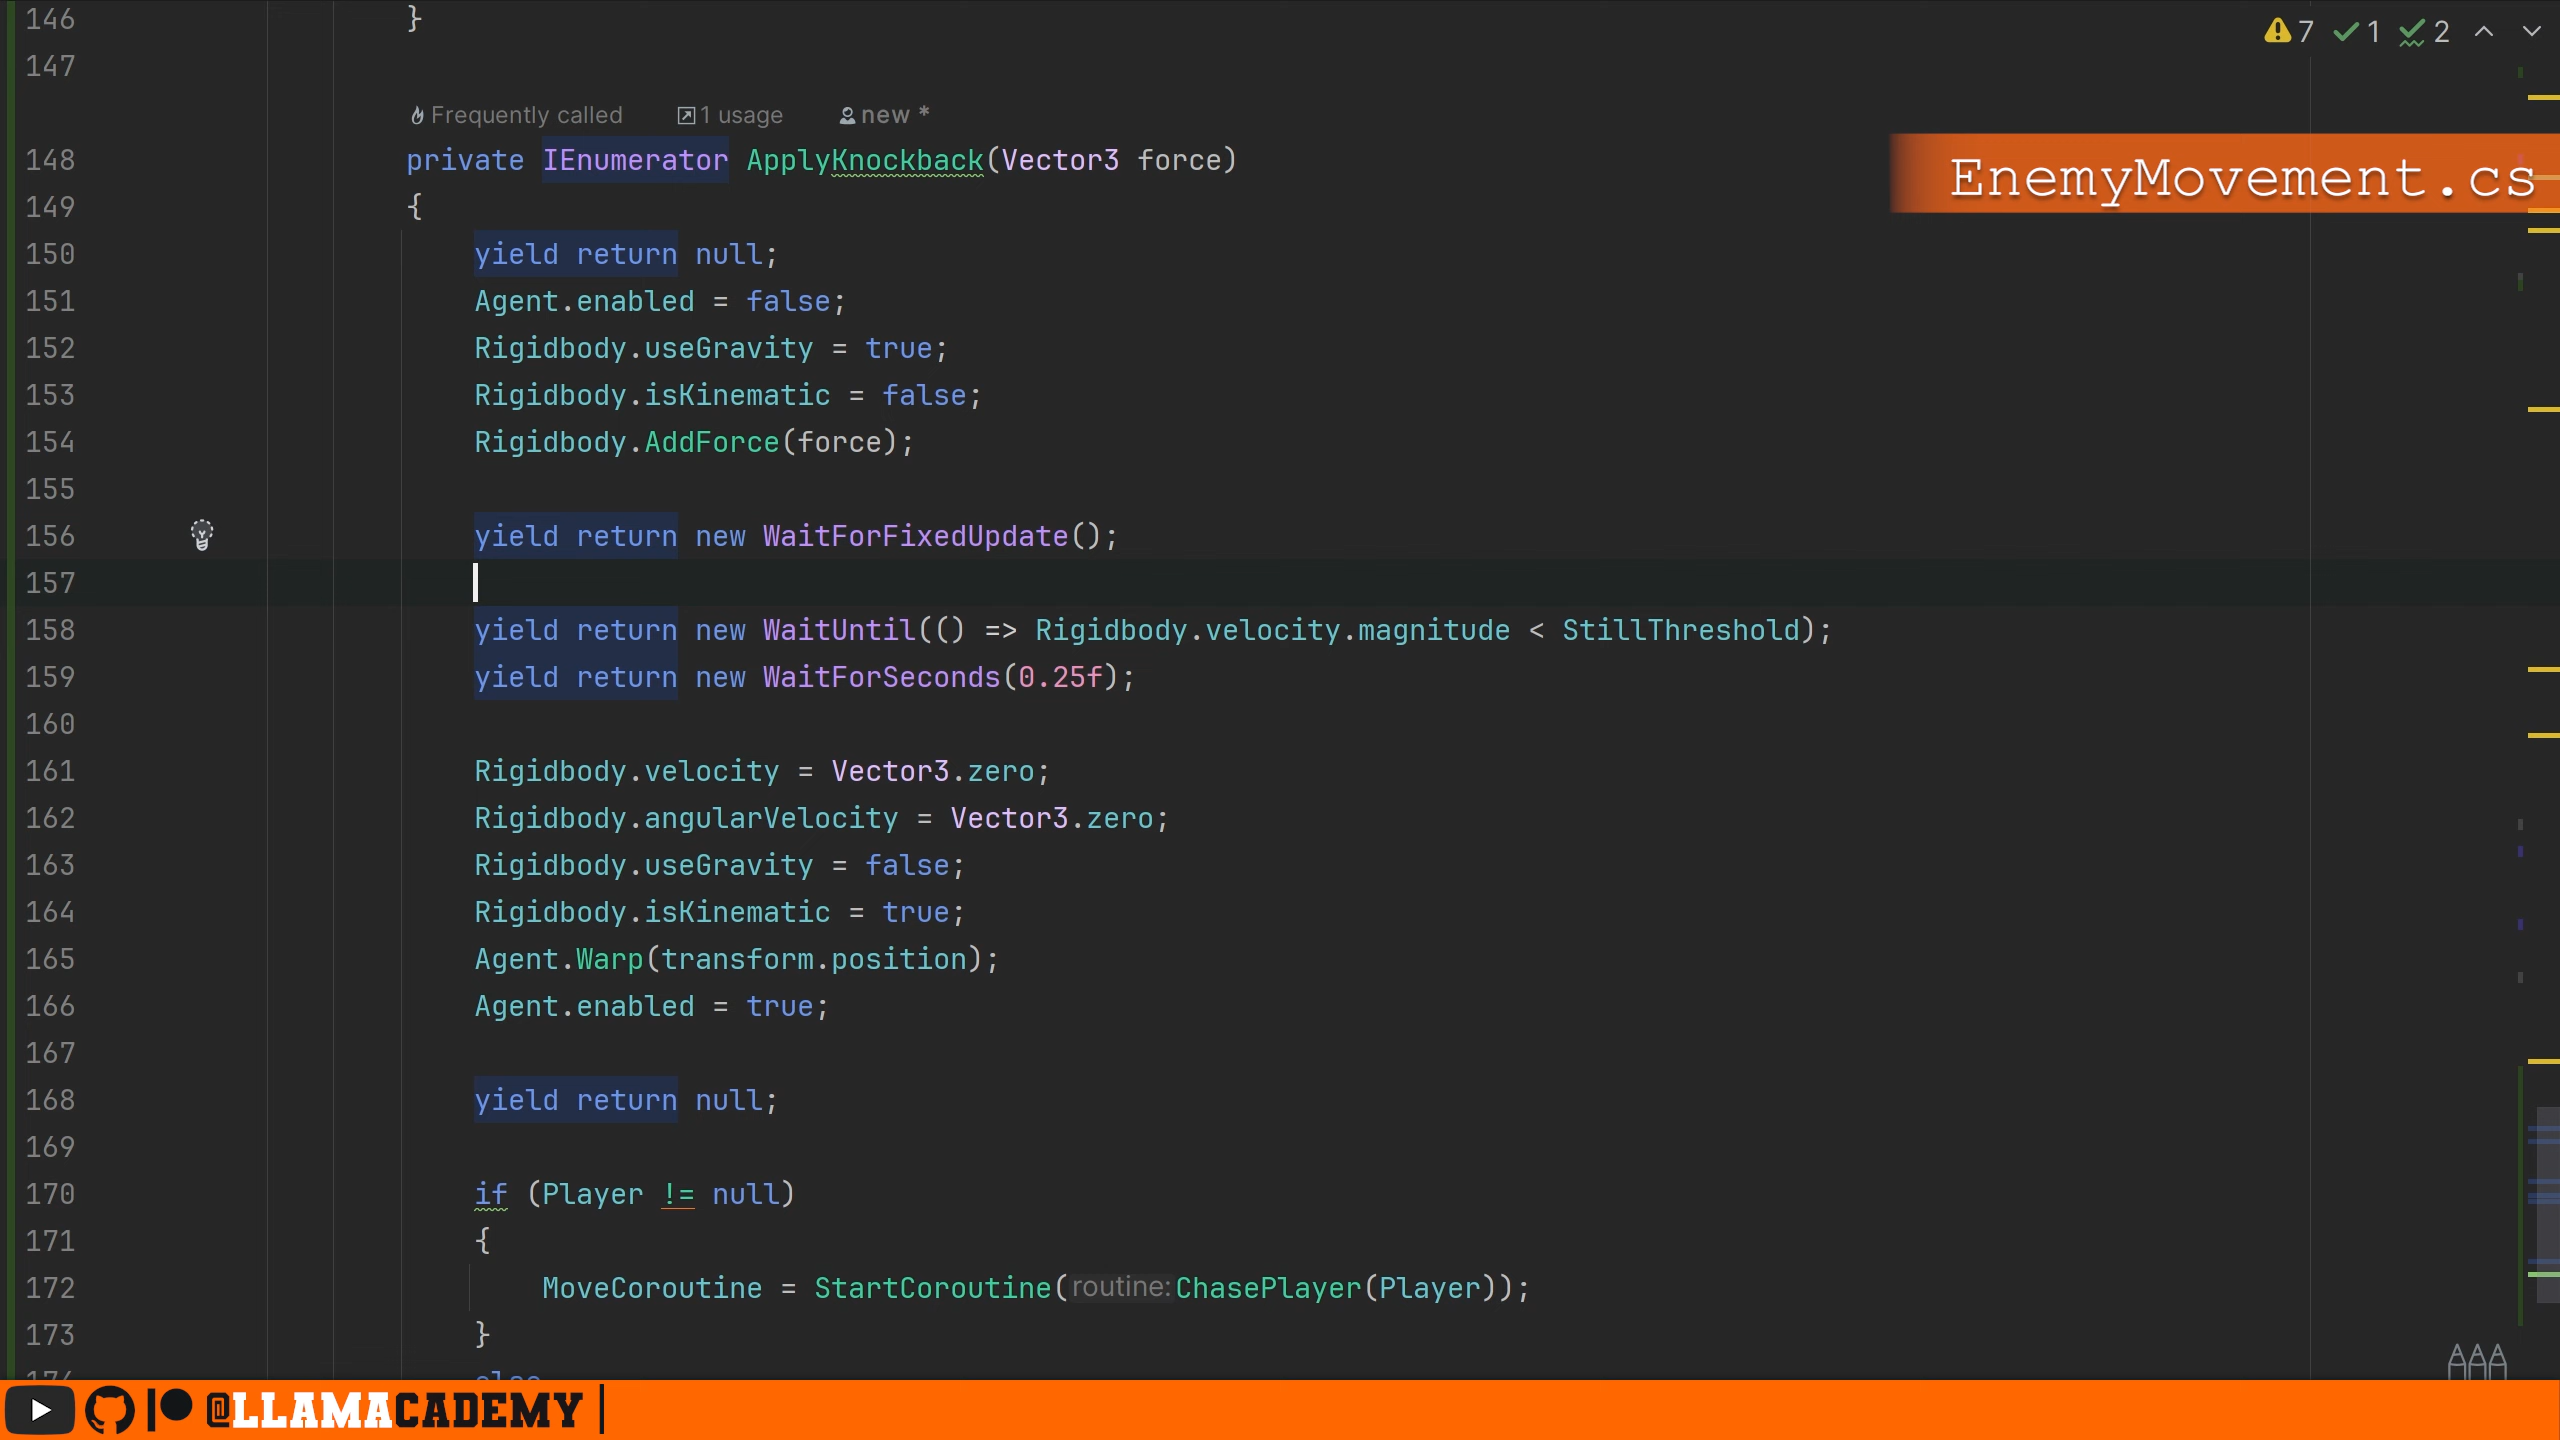 146 }
147
Frequently called 1 usage new *
148 private IEnumerator ApplyKnockback(Vector3 force)
149 {
150 yield return null;
151 Agent.enabled = false;
152 Rigidbody.useGravity = true;
153 Rigidbody.isKinematic = false;
154 Rigidbody.AddForce(force);
155
156 yield return new WaitForFixedUpdate();
157
158 yield return new WaitUntil(() => Rigidbody.velocity.magnitude < StillThreshold);
159 yield return new WaitForSeconds(0.25f);
160
161 Rigidbody.velocity = Vector3.zero;
162 Rigidbody.angularVelocity = Vector3.zero;
163 Rigidbody.useGravity = false;
164 Rigidbody.isKinematic = true;
165 Agent.Warp(transform.position);
166 Agent.enabled = true;
167
168 yield return null;
169
170 if (Player != null)
171 {
172 MoveCoroutine = StartCoroutine(routine: ChasePlayer(Player));
173 }
7 1 2
EnemyMovement.cs
@LLAMACADEMY